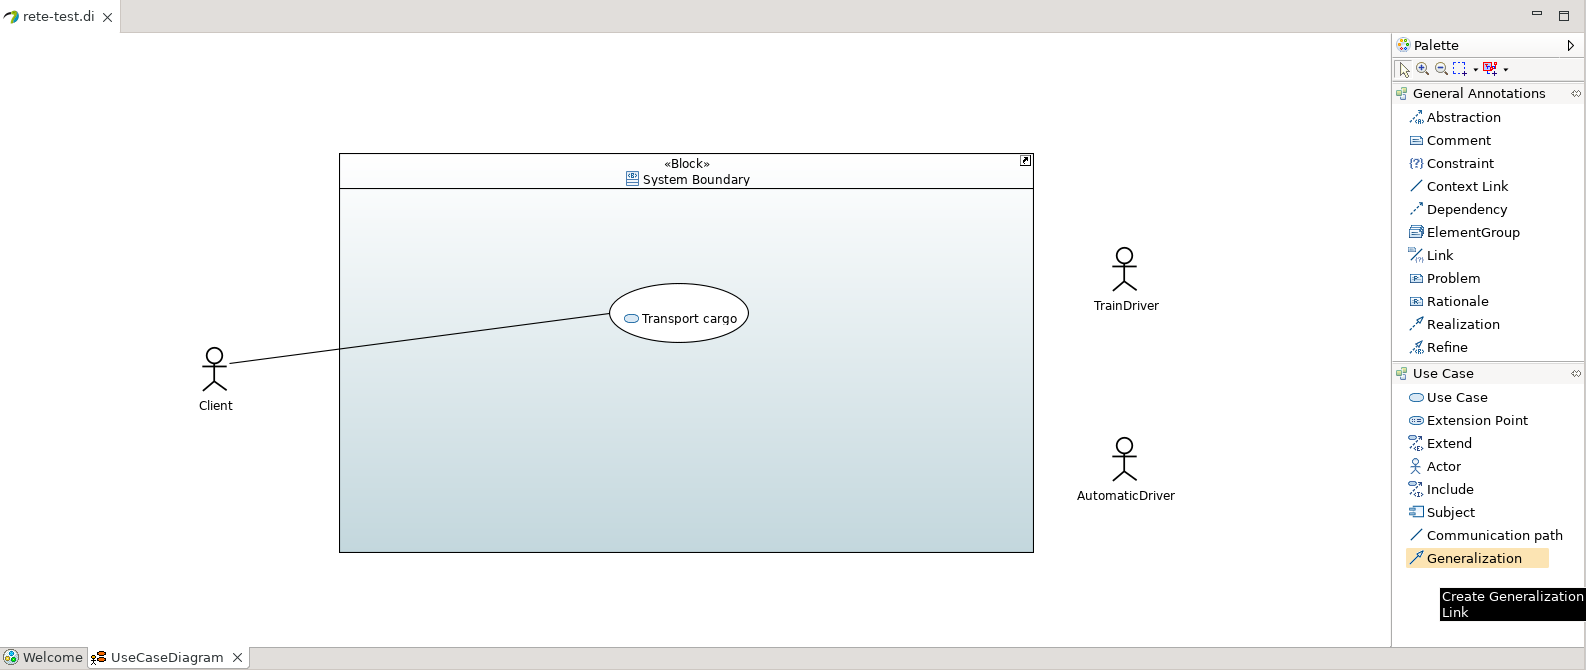 rete-test.di
«Block»
System Boundary
Transport cargo
Client
TrainDriver
AutomaticDriver
Palette
General Annotations
Abstraction
Comment
Constraint
Context Link
Dependency
ElementGroup
Link
Problem
Rationale
Realization
Refine
Use Case
Use Case
Extension Point
Extend
Actor
Include
Subject
Communication path
Generalization
Create Generalization
Link
Welcome
UseCaseDiagram